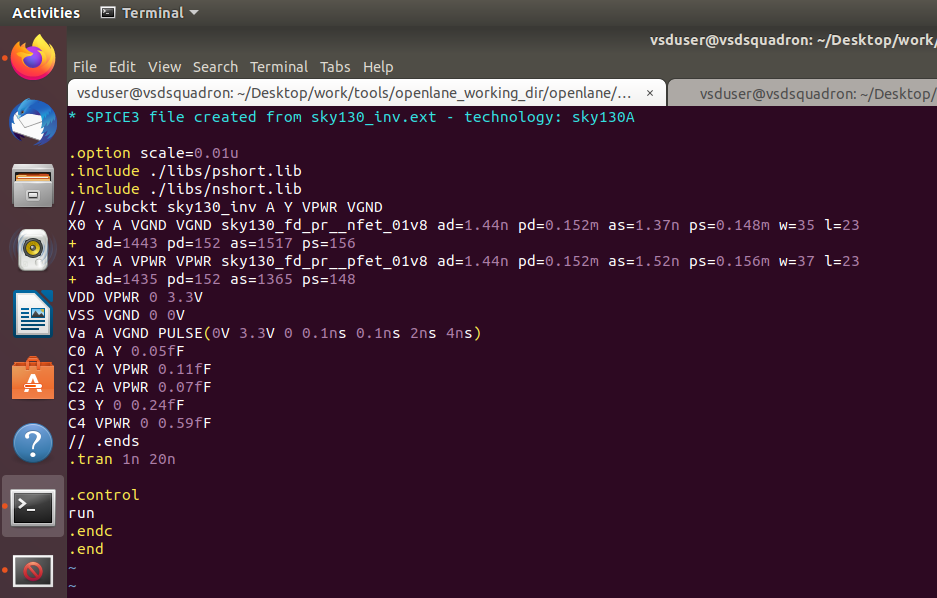 Activities
Terminal
vsduser@vsdsquadron: ~/Desktop/work/
File Edit View Search Terminal Tabs Help
vsduser@vsdsquadron: ~/Desktop/work/tools/openlane_working_dir/openlane/... ×
vsduser@vsdsquadron: ~/Desktop/
* SPICE3 file created from sky130_inv.ext - technology: sky130A
.option scale=0.01u
.include ./libs/pshort.lib
.include ./libs/nshort.lib
// .subckt sky130_inv A Y VPWR VGND
X0 Y A VGND VGND sky130_fd_pr__nfet_01v8 ad=1.44n pd=0.152m as=1.37n ps=0.148m w=35 l=23
+  ad=1443 pd=152 as=1517 ps=156
X1 Y A VPWR VPWR sky130_fd_pr__pfet_01v8 ad=1.44n pd=0.152m as=1.52n ps=0.156m w=37 l=23
+  ad=1435 pd=152 as=1365 ps=148
VDD VPWR 0 3.3V
VSS VGND 0 0V
Va A VGND PULSE(0V 3.3V 0 0.1ns 0.1ns 2ns 4ns)
C0 A Y 0.05fF
C1 Y VPWR 0.11fF
C2 A VPWR 0.07fF
C3 Y 0 0.24fF
C4 VPWR 0 0.59fF
// .ends
.tran 1n 20n
.control
run
.endc
.end
~
~